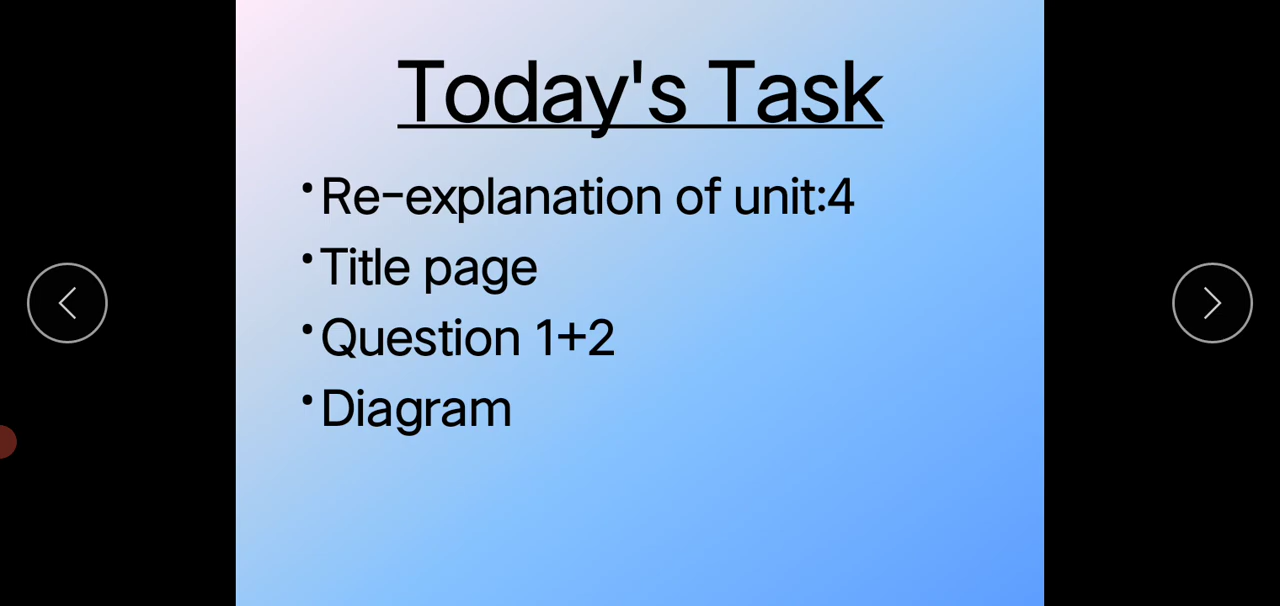 Today's Task
• Re-explanation of unit:4
• Title page
• Question 1+2
• Diagram